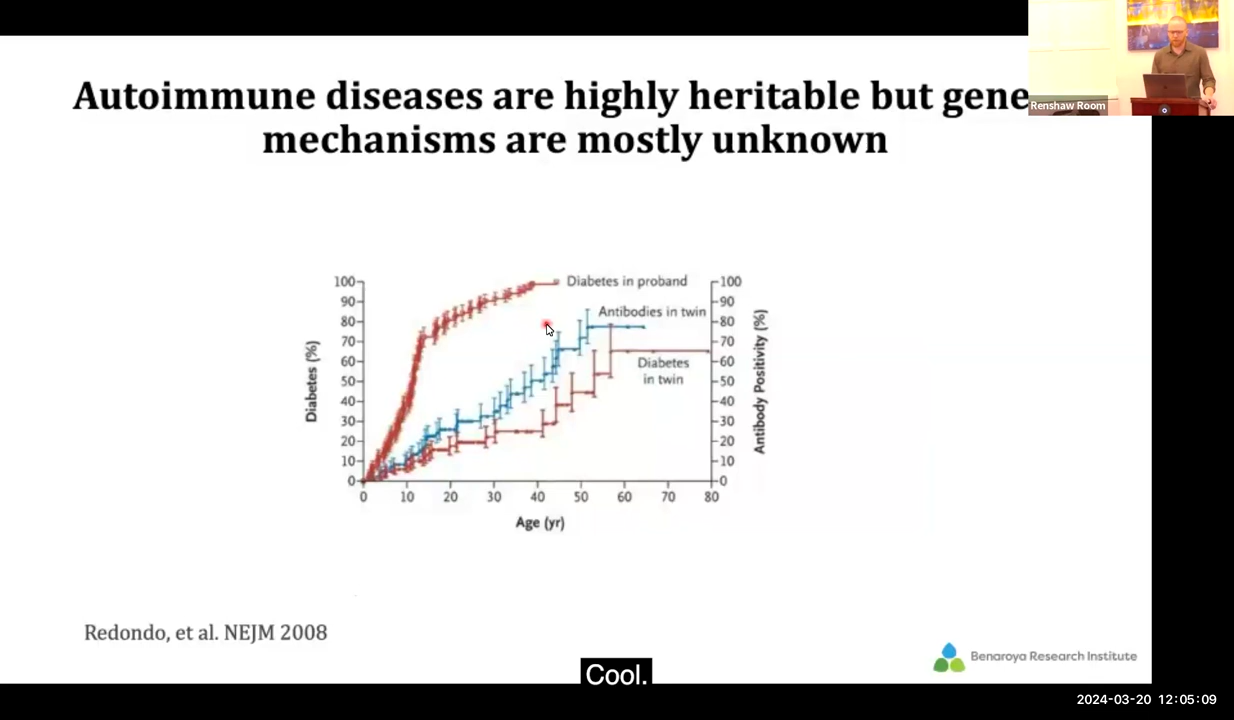 Autoimmune diseases are highly heritable but gene
mechanisms are mostly unknown
Renshaw Room
100
90
80
70
60
50
40
30
20
10
0
Diabetes (%)
Diabetes in proband
Antibodies in twin
Diabetes
in twin
100
90
80
70
60
50
40
30
20
10
0
Antibody Positivity (%)
0 10 20 30 40 50 60 70 80
Age (yr)
Redondo, et al. NEJM 2008
Benaroya Research Institute
Cool.
2024-03-20 12:05:09